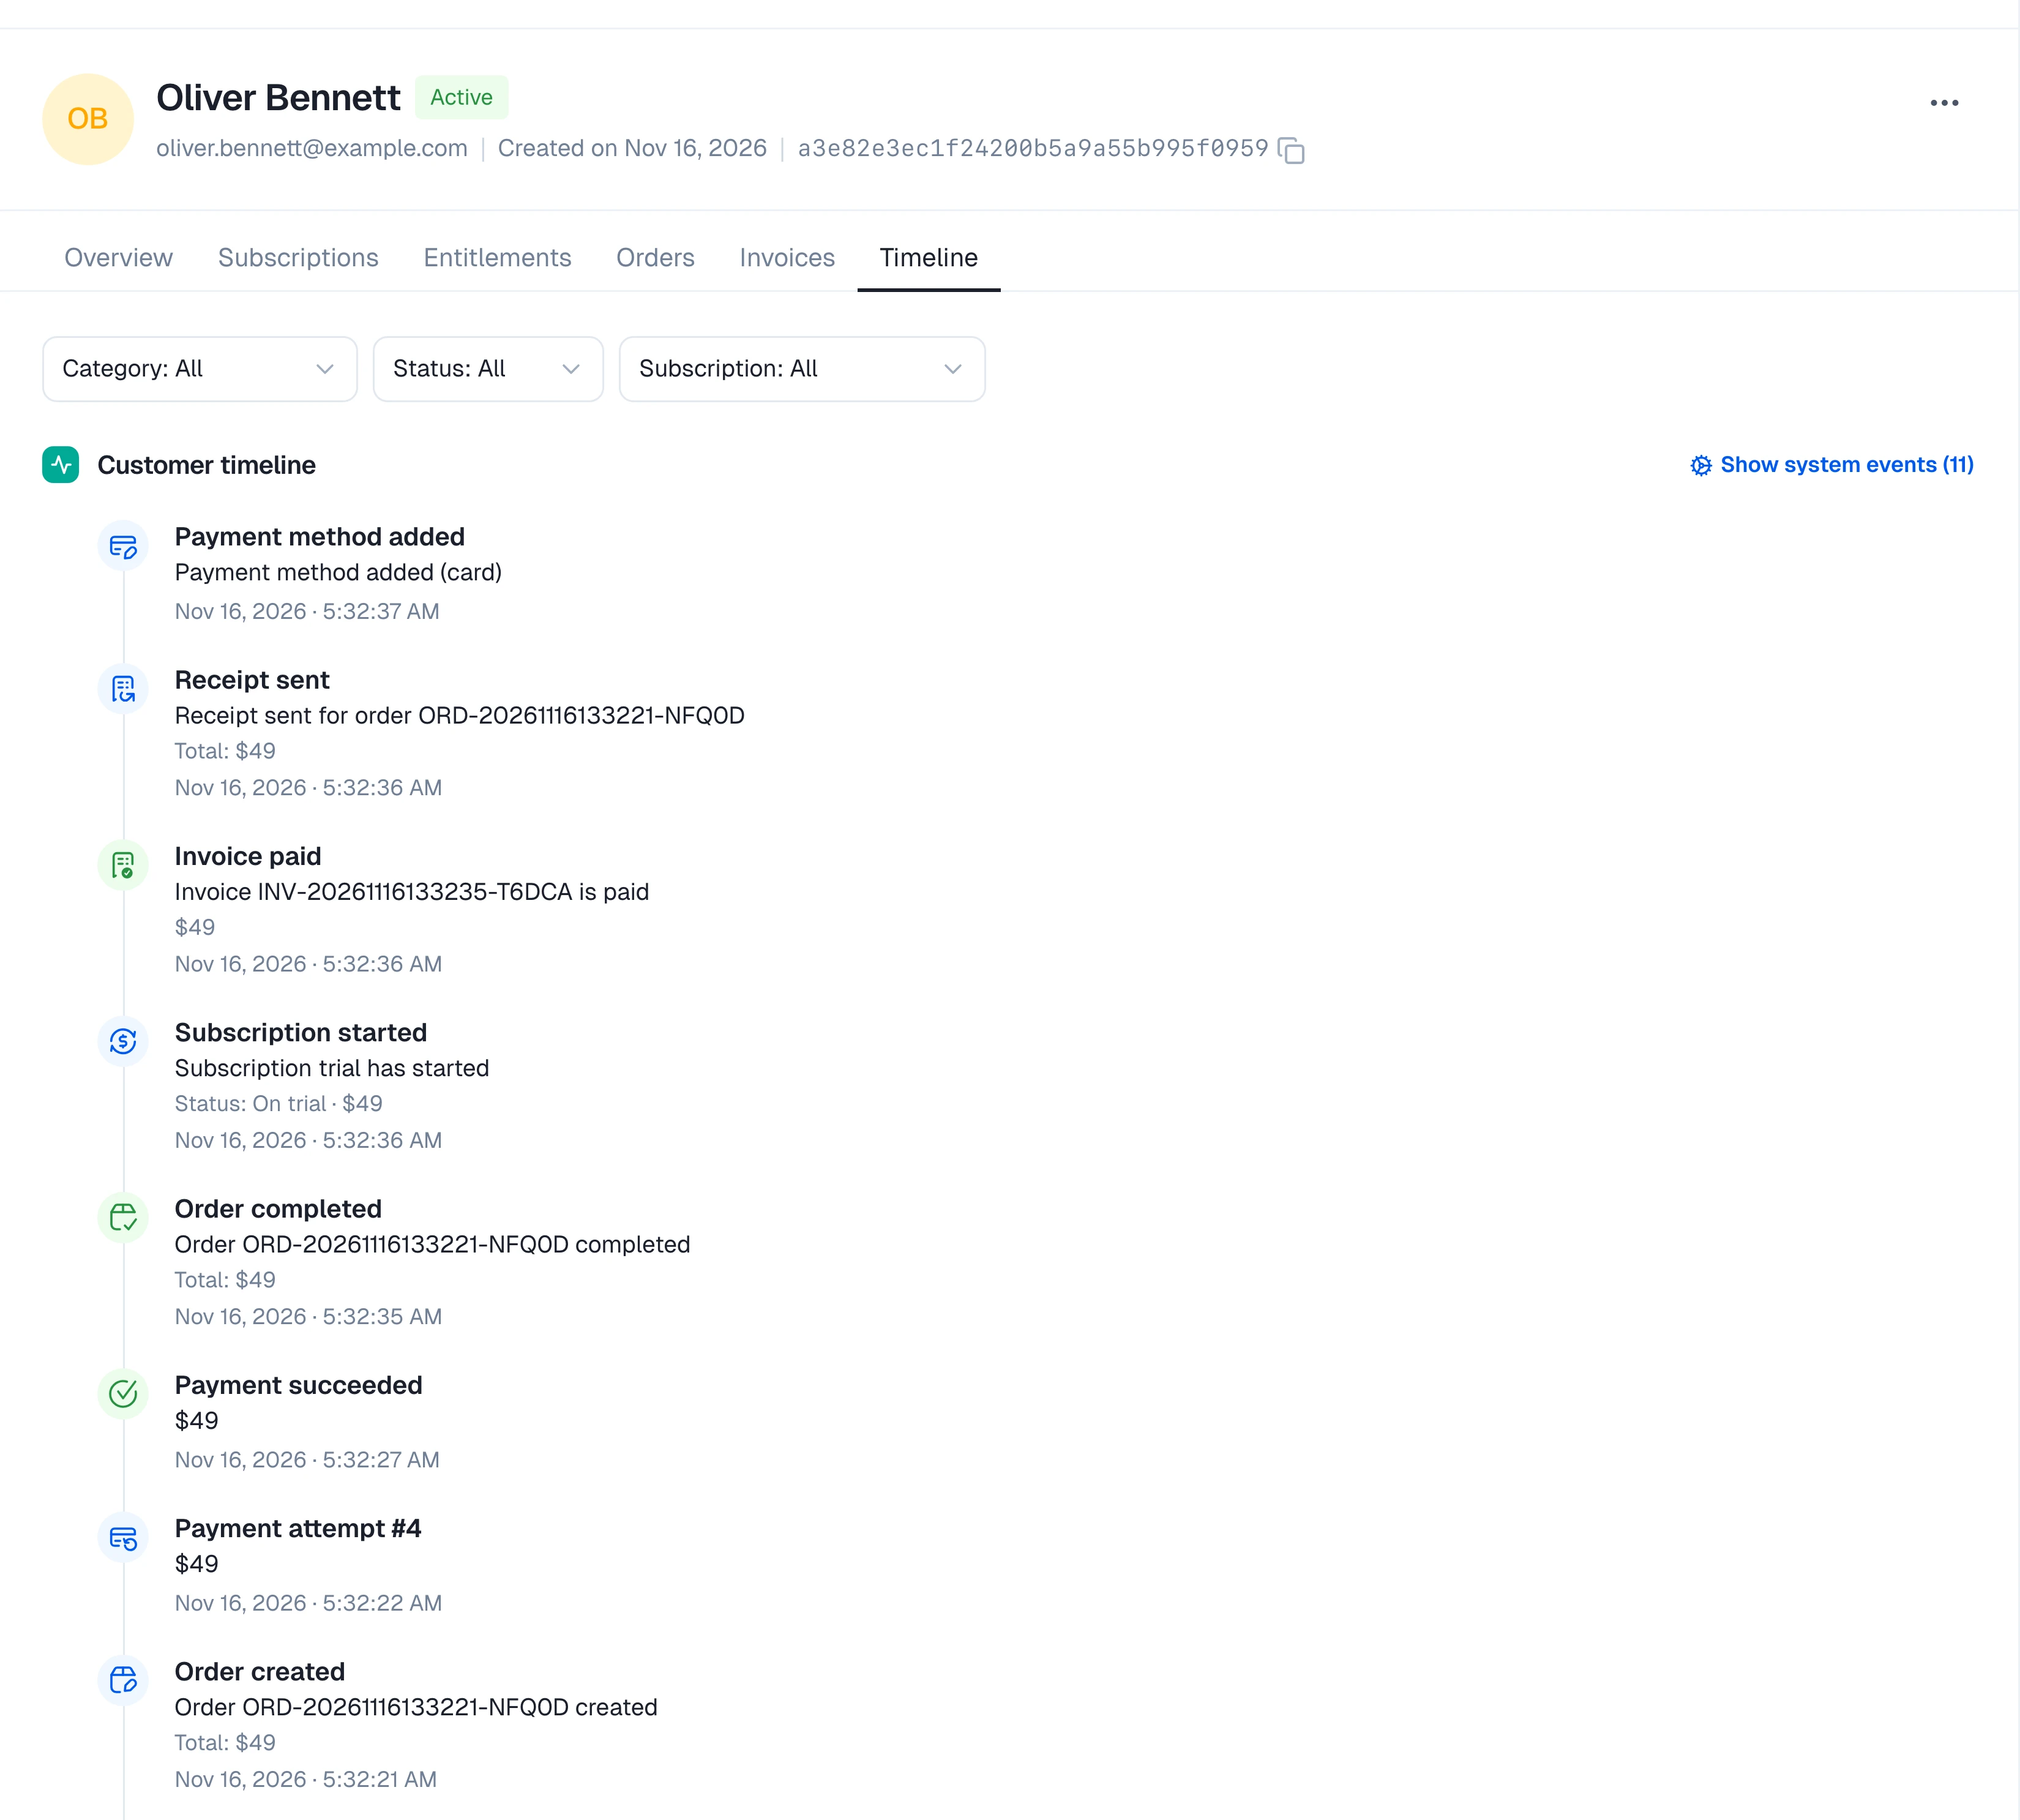 OB
Oliver Bennett Active
oliver.bennett@example.com | Created on Nov 16, 2026 | a3e82e3ec1f24200b5a9a55b995f0959
Overview Subscriptions Entitlements Orders Invoices Timeline
Category: All Status: All Subscription: All
Customer timeline Show system events (11)
Payment method added
Payment method added (card)
Nov 16, 2026 · 5:32:37 AM
Receipt sent
Receipt sent for order ORD-20261116133221-NFQ0D
Total: $49
Nov 16, 2026 · 5:32:36 AM
Invoice paid
Invoice INV-20261116133235-T6DCA is paid
$49
Nov 16, 2026 · 5:32:36 AM
Subscription started
Subscription trial has started
Status: On trial · $49
Nov 16, 2026 · 5:32:36 AM
Order completed
Order ORD-20261116133221-NFQ0D completed
Total: $49
Nov 16, 2026 · 5:32:35 AM
Payment succeeded
$49
Nov 16, 2026 · 5:32:27 AM
Payment attempt #4
$49
Nov 16, 2026 · 5:32:22 AM
Order created
Order ORD-20261116133221-NFQ0D created
Total: $49
Nov 16, 2026 · 5:32:21 AM